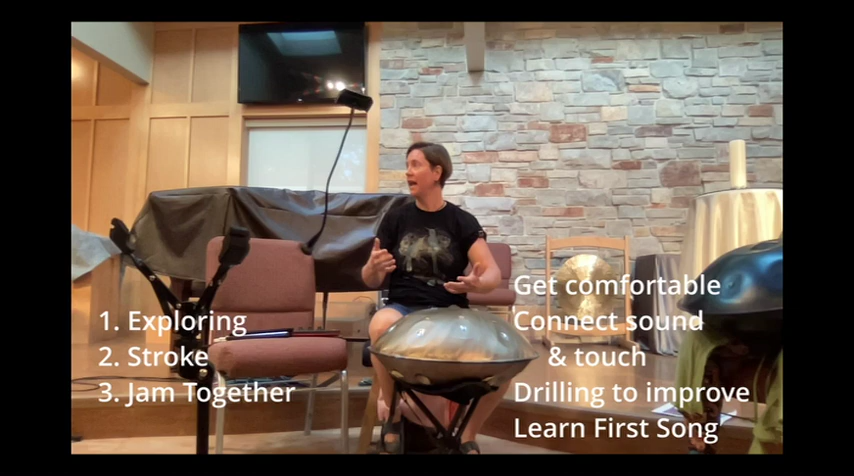 1. Exploring
2. Stroke
3. Jam Together
Get comfortable
Connect sound
& touch
Drilling to improve
Learn First Song